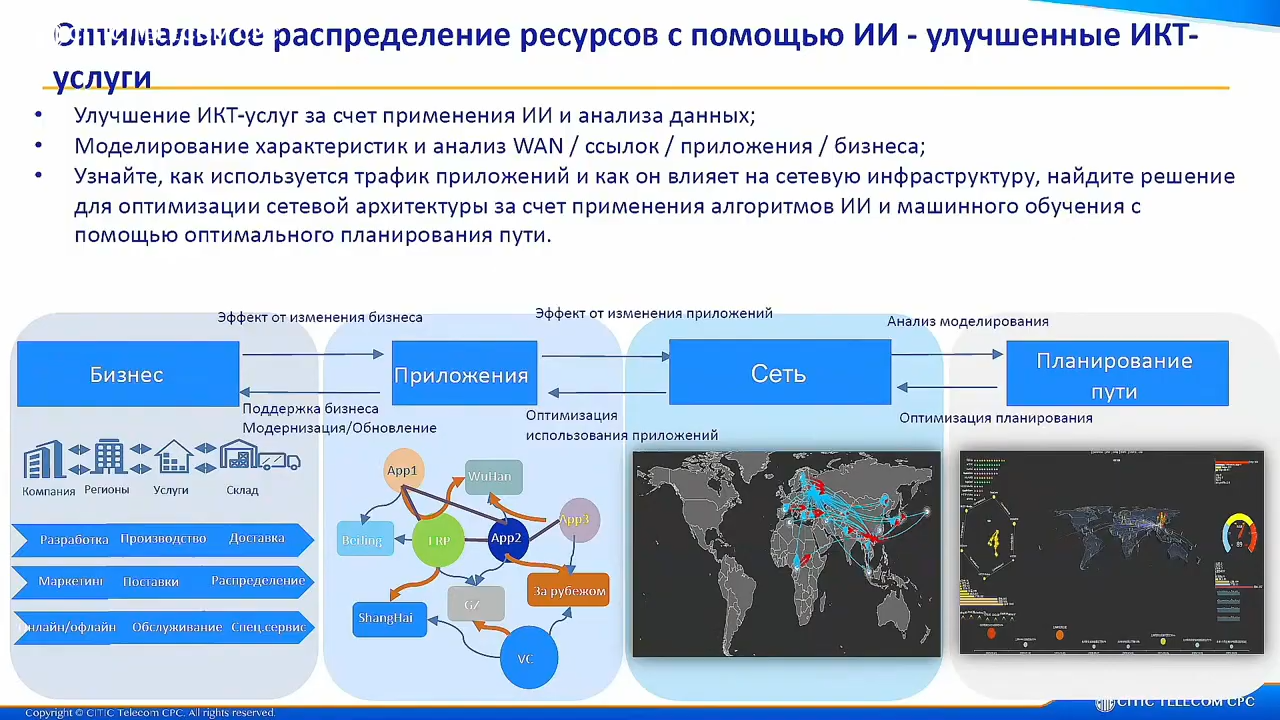 Оптимальное распределение ресурсов с помощью ИИ - улучшенные ИКТ-
услуги
• Улучшение ИКТ-услуг за счет применения ИИ и анализа данных;
• Моделирование характеристик и анализ WAN / ссылок / приложения / бизнеса;
• Узнайте, как используется трафик приложений и как он влияет на сетевую инфраструктуру, найдите решение
для оптимизации сетевой архитектуры за счет применения алгоритмов ИИ и машинного обучения с
помощью оптимального планирования пути.
Эффект от изменения бизнеса
Эффект от изменения приложений
Анализ моделирования
Бизнес
Приложения
Сеть
Планирование
пути
Поддержка бизнеса
Модернизация/Обновление
Оптимизация
использования приложений
Оптимизация планирования
Компания Регионы Услуги Склад
Разработка Производство Доставка
Маркетинг Поставки Распределение
Онлайн/офлайн Обслуживание Спец.сервис
App1
WuHan
App3
BeiJing
ERP
App2
GZ
За рубежом
ShangHai
VC
Copyright © CITIC Telecom CPC. All rights reserved.
CITIC TELECOM CPC